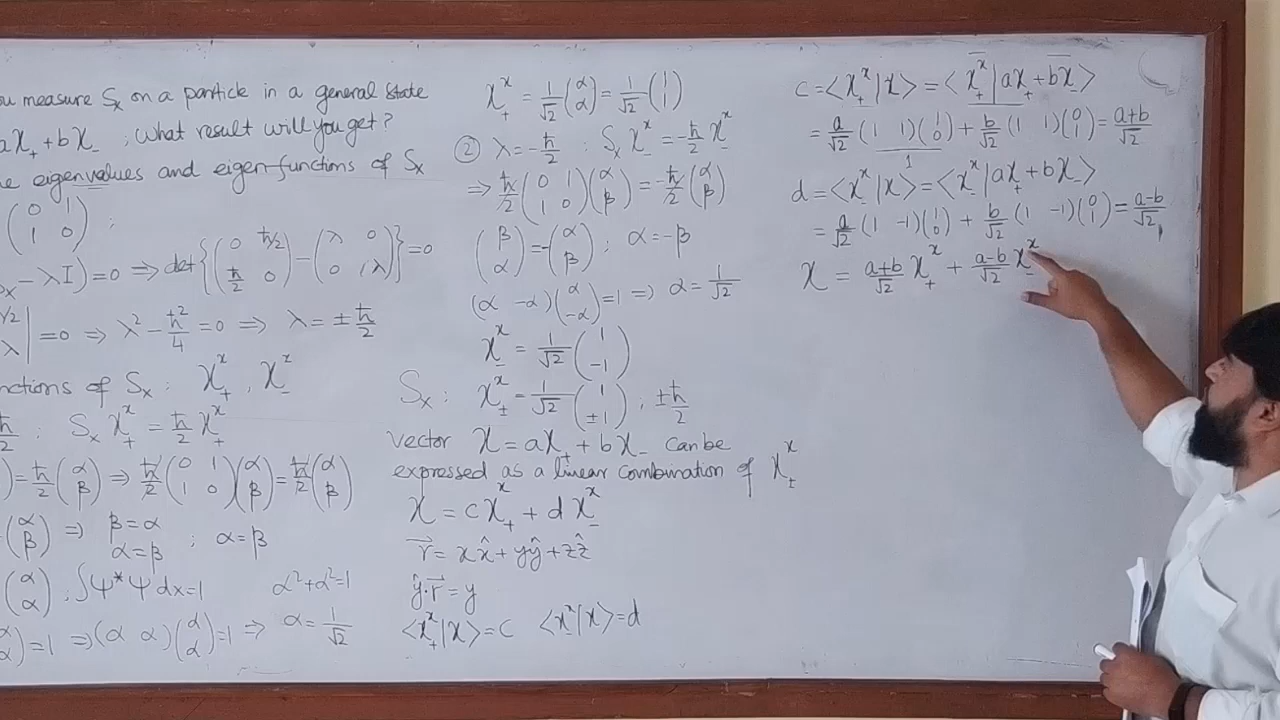 ou measure Sx on a particle in a general state
aχ₊ + bχ₋ ; What result will you get?
e eigenvalues and eigen-functions of Sx
(0 1; 1 0) ;
x − λI) = 0 ⇒ det{(0 ħ/2; ħ/2 0) − (λ 0; 0 λ)} = 0
= 0 ⇒ λ² − ħ²/4 = 0 ⇒ λ = ± ħ/2
nctions of Sx : χ₊ˣ , χ₋ˣ
ħ/2 : Sx χ₊ˣ = ħ/2 χ₊ˣ
) = ħ/2 (α; β) ⇒ ħ/2 (0 1; 1 0)(α; β) = ħ/2 (α; β)
(α; β) ⇒ β = α
α = β ; α = β
(α; α) ; ∫ψ*ψdx = 1 α² + α² = 1
(α; α) = 1 ⇒ (α α)(α; α) = 1 ⇒ α = 1/√2
χ₊ˣ = 1/√2 (α; α) = 1/√2 (1; 1)
② λ = −ħ/2 : Sx χ₋ˣ = −ħ/2 χ₋ˣ
⇒ ħ/2 (0 1; 1 0)(α; β) = −ħ/2 (α; β)
(β; α) = −(α; β) ; α = −β
(α −α)(α; −α) = 1 ⇒ α = 1/√2
χ₋ˣ = 1/√2 (1; −1)
Sx : χ±ˣ = 1/√2 (1; ±1) ; ±ħ/2
vector χ = aχ₊ + bχ₋ can be
expressed as a linear combination of χ±ˣ
χ = cχ₊ˣ + dχ₋ˣ
r⃗ = xx̂ + yŷ + zẑ
ŷ.r⃗ = y
⟨χ₊ˣ|χ⟩ = c ⟨χ₋ˣ|χ⟩ = d
c = ⟨χ₊ˣ|χ⟩ = ⟨χ₊ˣ|aχ₊ + bχ₋⟩
= a/√2 (1 1)(1; 0) + b/√2 (1 1)(0; 1) = a+b/√2
1
d = ⟨χ₋ˣ|χ⟩ = ⟨χ₋ˣ|aχ₊ + bχ₋⟩
= a/√2 (1 −1)(1; 0) + b/√2 (1 −1)(0; 1) = a−b/√2,
χ = a+b/√2 χ₊ˣ + a−b/√2 χ₋ˣ